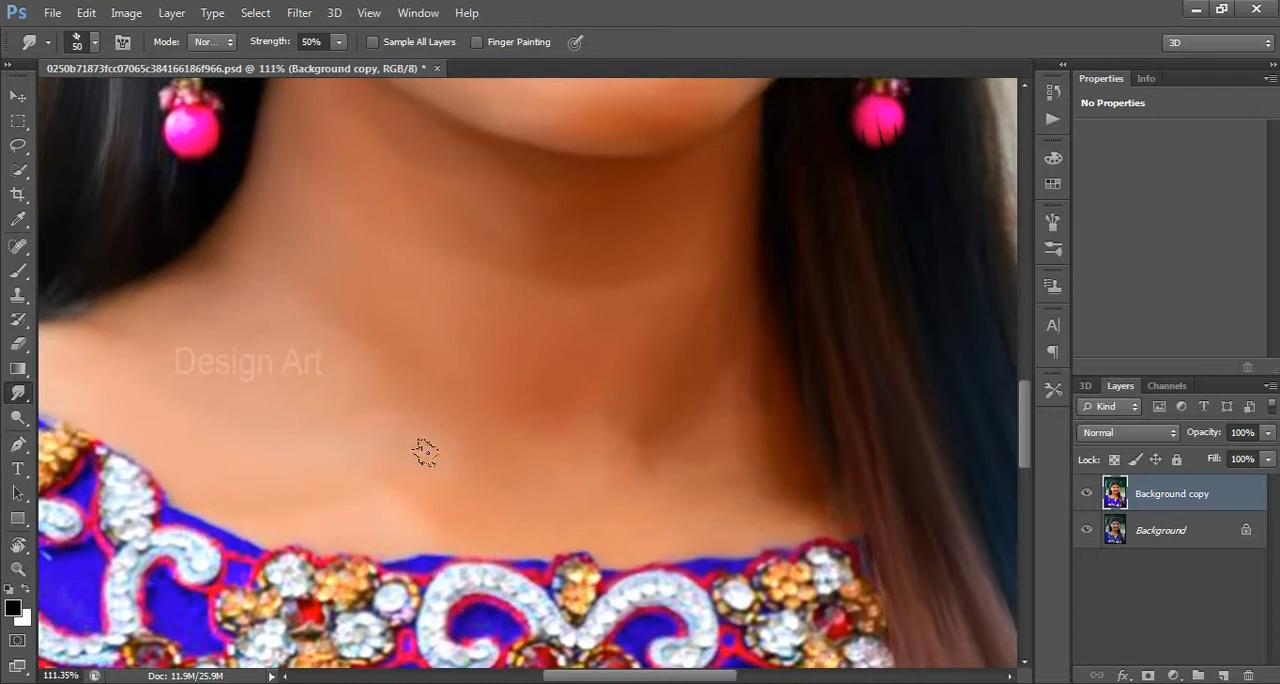 Ps File Edit Image Layer Type Select Filter 3D View Window Help
50 Mode: Nor... Strength: 50% Sample All Layers Finger Painting 3D
0250b71873fcc07065c384166186f966.psd @ 111% (Background copy, RGB/8) * ×
Properties Info
No Properties
Design Art
3D Layers Channels
Kind
Normal Opacity: 100%
Lock: Fill: 100%
Background copy
Background
111.35% Doc: 11.9M/25.9M